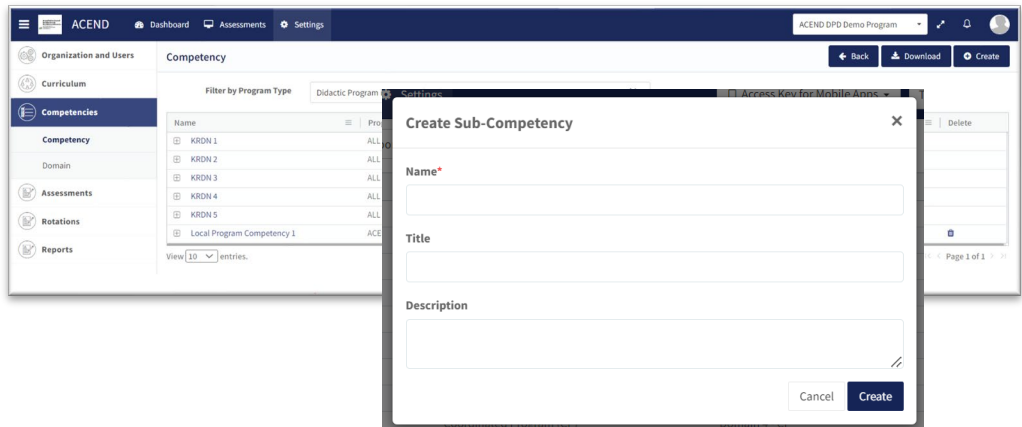 ACEND Dashboard Assessments Settings ACEND DPD Demo Program
Organization and Users
Curriculum
Competencies
Competency
Domain
Assessments
Rotations
Reports
Competency Back Download Create
Filter by Program Type Didactic Program
Name Delete
KRDN 1 ALL
KRDN 2 ALL
KRDN 3 ALL
KRDN 4 ALL
KRDN 5 ALL
Local Program Competency 1 ACE
View 10 entries. Page 1 of 1
Settings Access Key for Mobile Apps
Create Sub-Competency
Name*
Title
Description
Cancel Create